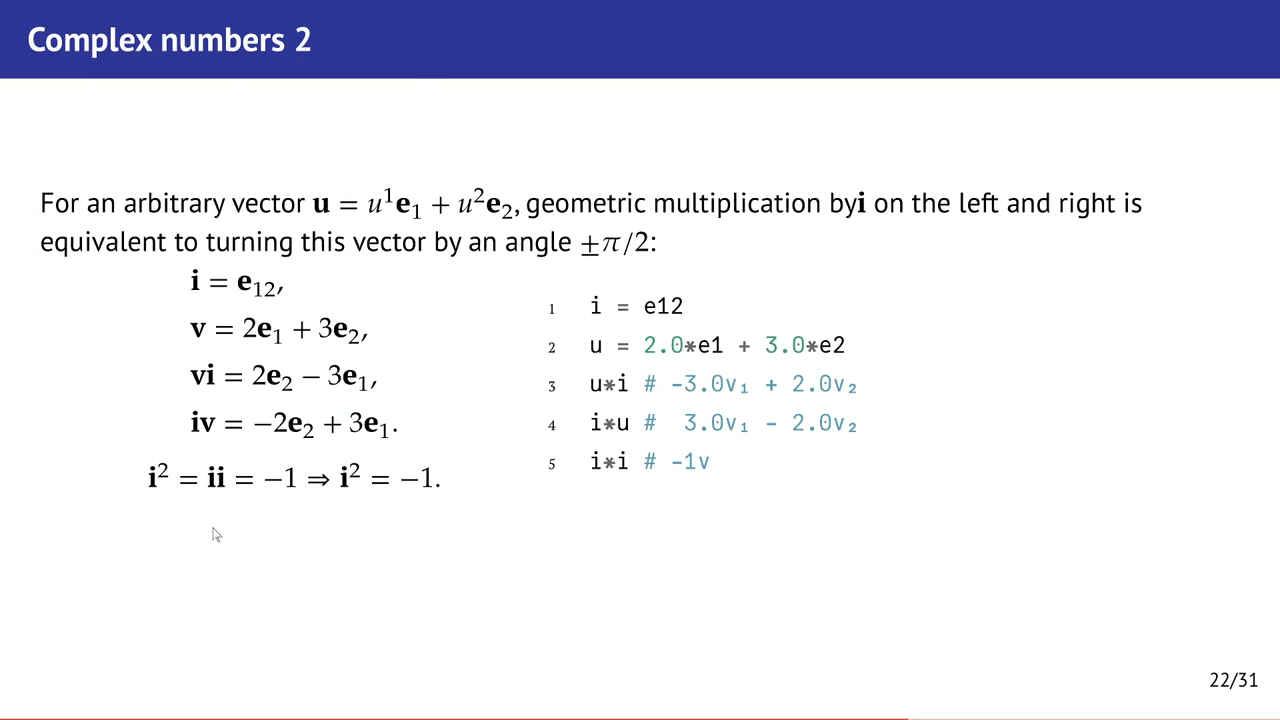 Complex numbers 2
For an arbitrary vector u = u¹e₁ + u²e₂, geometric multiplication byi on the left and right is
equivalent to turning this vector by an angle ±π/2:
i = e₁₂,
v = 2e₁ + 3e₂,
vi = 2e₂ − 3e₁,
iv = −2e₂ + 3e₁.
i² = ii = −1 ⇒ i² = −1.
1 i = e12
2 u = 2.0*e1 + 3.0*e2
3 u*i # -3.0v₁ + 2.0v₂
4 i*u #  3.0v₁ - 2.0v₂
5 i*i # -1v
22/31